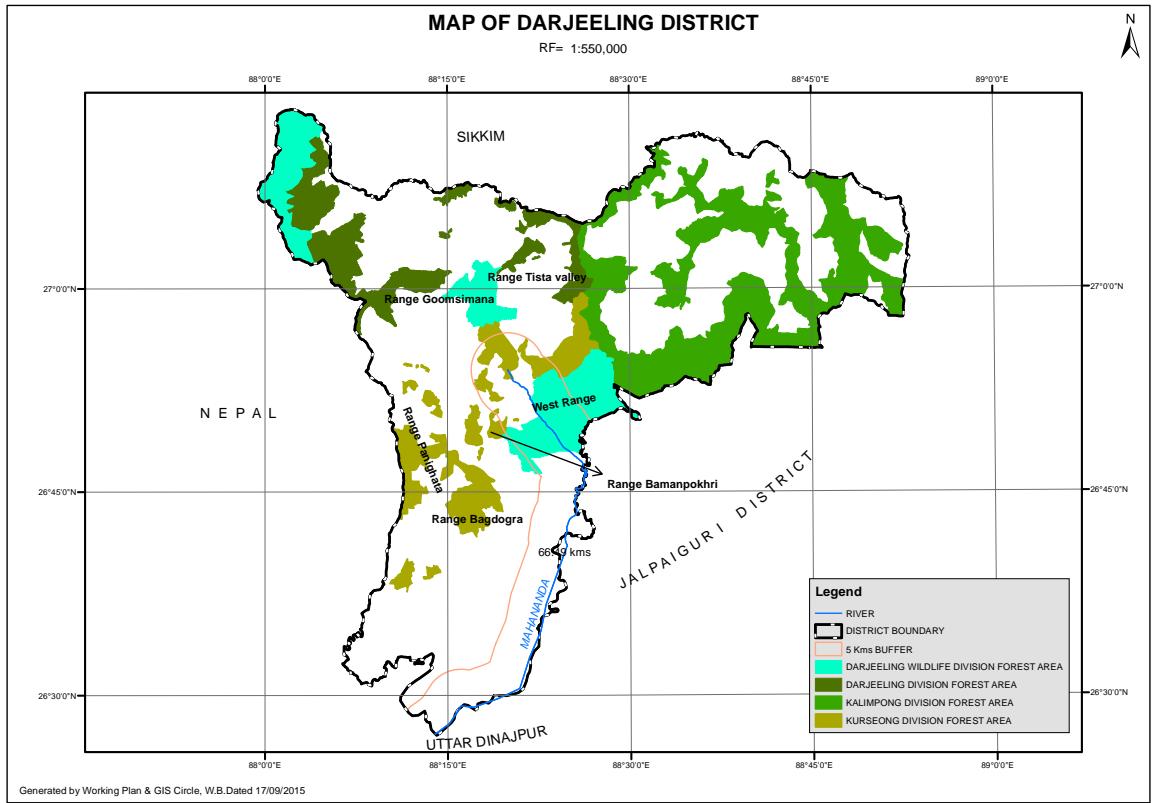 MAP OF DARJEELING DISTRICT
RF= 1:550,000
N
88°0'0"E
88°15'0"E
88°30'0"E
88°45'0"E
89°0'0"E
SIKKIM
Range Tista valley
27°0'0"N
27°0'0"N
Range Goomsimana
NEPAL
West Range
Range Panighata
Range Bamanpokhri
26°45'0"N
26°45'0"N
Range Bagdogra
JALPAIGURI DISTRICT
MAHANANDA
26°30'0"N
26°30'0"N
UTTAR DINAJPUR
Legend
RIVER
DISTRICT BOUNDARY
5 Kms BUFFER
DARJEELING WILDLIFE DIVISION FOREST AREA
DARJEELING DIVISION FOREST AREA
KALIMPONG DIVISION FOREST AREA
KURSEONG DIVISION FOREST AREA
88°0'0"E
88°15'0"E
88°30'0"E
88°45'0"E
89°0'0"E
kms
Generated by Working Plan & GIS Circle, W.B.Dated 17/09/2015